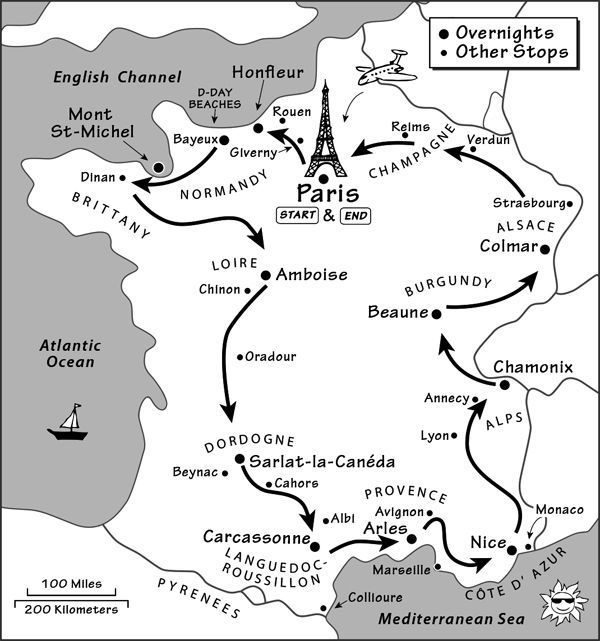 Overnights
Other Stops
English Channel
Honfleur
D-DAY
BEACHES
Rouen
Mont
St-Michel
Bayeux
Giverny
Reims
Verdun
CHAMPAGNE
Dinan
NORMANDY
Paris
START & END
BRITTANY
Strasbourg
ALSACE
Colmar
LOIRE
Amboise
Chinon
BURGUNDY
Beaune
Atlantic
Ocean
Oradour
Chamonix
Annecy
ALPS
Lyon
DORDOGNE
Sarlat-la-Canéda
Beynac
Cahors
PROVENCE
Avignon
Albi
Arles
Monaco
Carcassonne
Nice
LANGUEDOC-
ROUSSILLON
Marseille
CÔTE D'AZUR
100 Miles
200 Kilometers
PYRENEES
Collioure
Mediterranean Sea